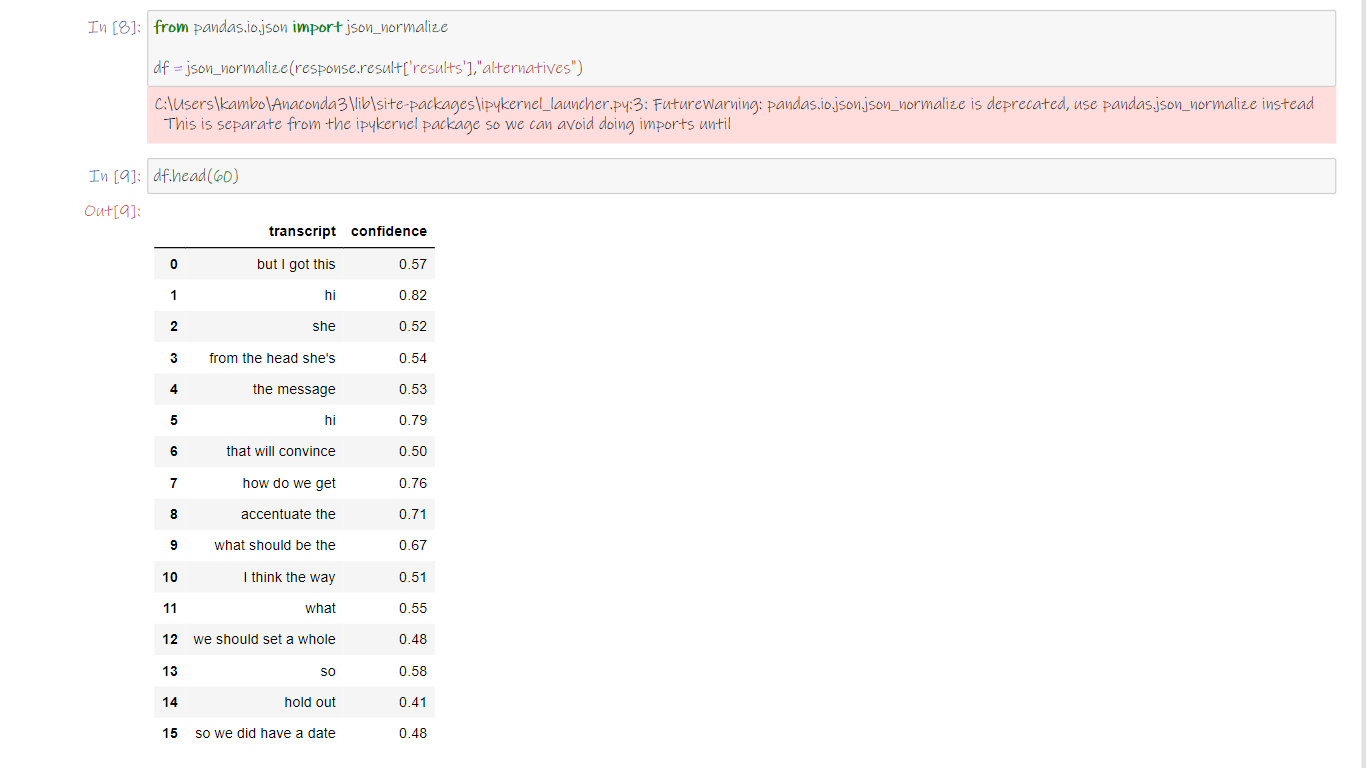 In [8]: from pandas.io.json import json_normalize
df = json_normalize(response.result['results'],"alternatives")
C:\Users\kambo\Anaconda3\lib\site-packages\ipykernel_launcher.py:3: FutureWarning: pandas.io.json.json_normalize is deprecated, use pandas.json_normalize instead
This is separate from the ipykernel package so we can avoid doing imports until
In [9]: df.head(60)
Out[9]:
transcript confidence
0 but I got this 0.57
1 hi 0.82
2 she 0.52
3 from the head she's 0.54
4 the message 0.53
5 hi 0.79
6 that will convince 0.50
7 how do we get 0.76
8 accentuate the 0.71
9 what should be the 0.67
10 I think the way 0.51
11 what 0.55
12 we should set a whole 0.48
13 so 0.58
14 hold out 0.41
15 so we did have a date 0.48